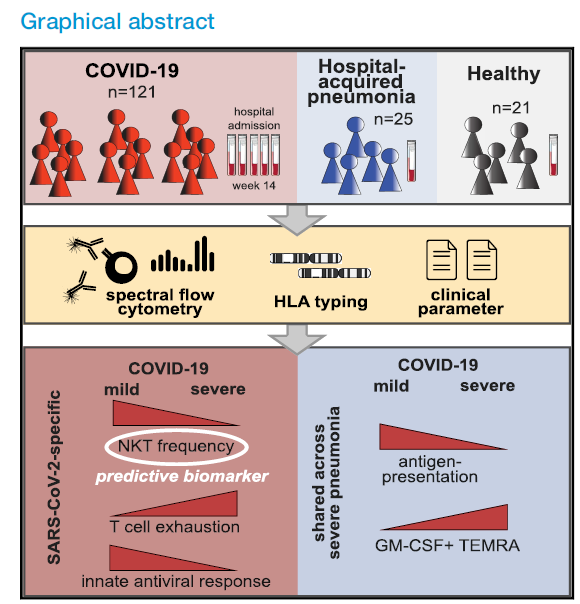 Graphical abstract
COVID-19
n=121
hospital
admission
week 14
Hospital-
acquired
pneumonia
n=25
Healthy
n=21
spectral flow
cytometry
HLA typing
clinical
parameter
SARS-CoV-2-specific
COVID-19
mild severe
NKT frequency
predictive biomarker
T cell exhaustion
innate antiviral response
shared across
severe pneumonia
COVID-19
mild severe
antigen-
presentation
GM-CSF+ TEMRA